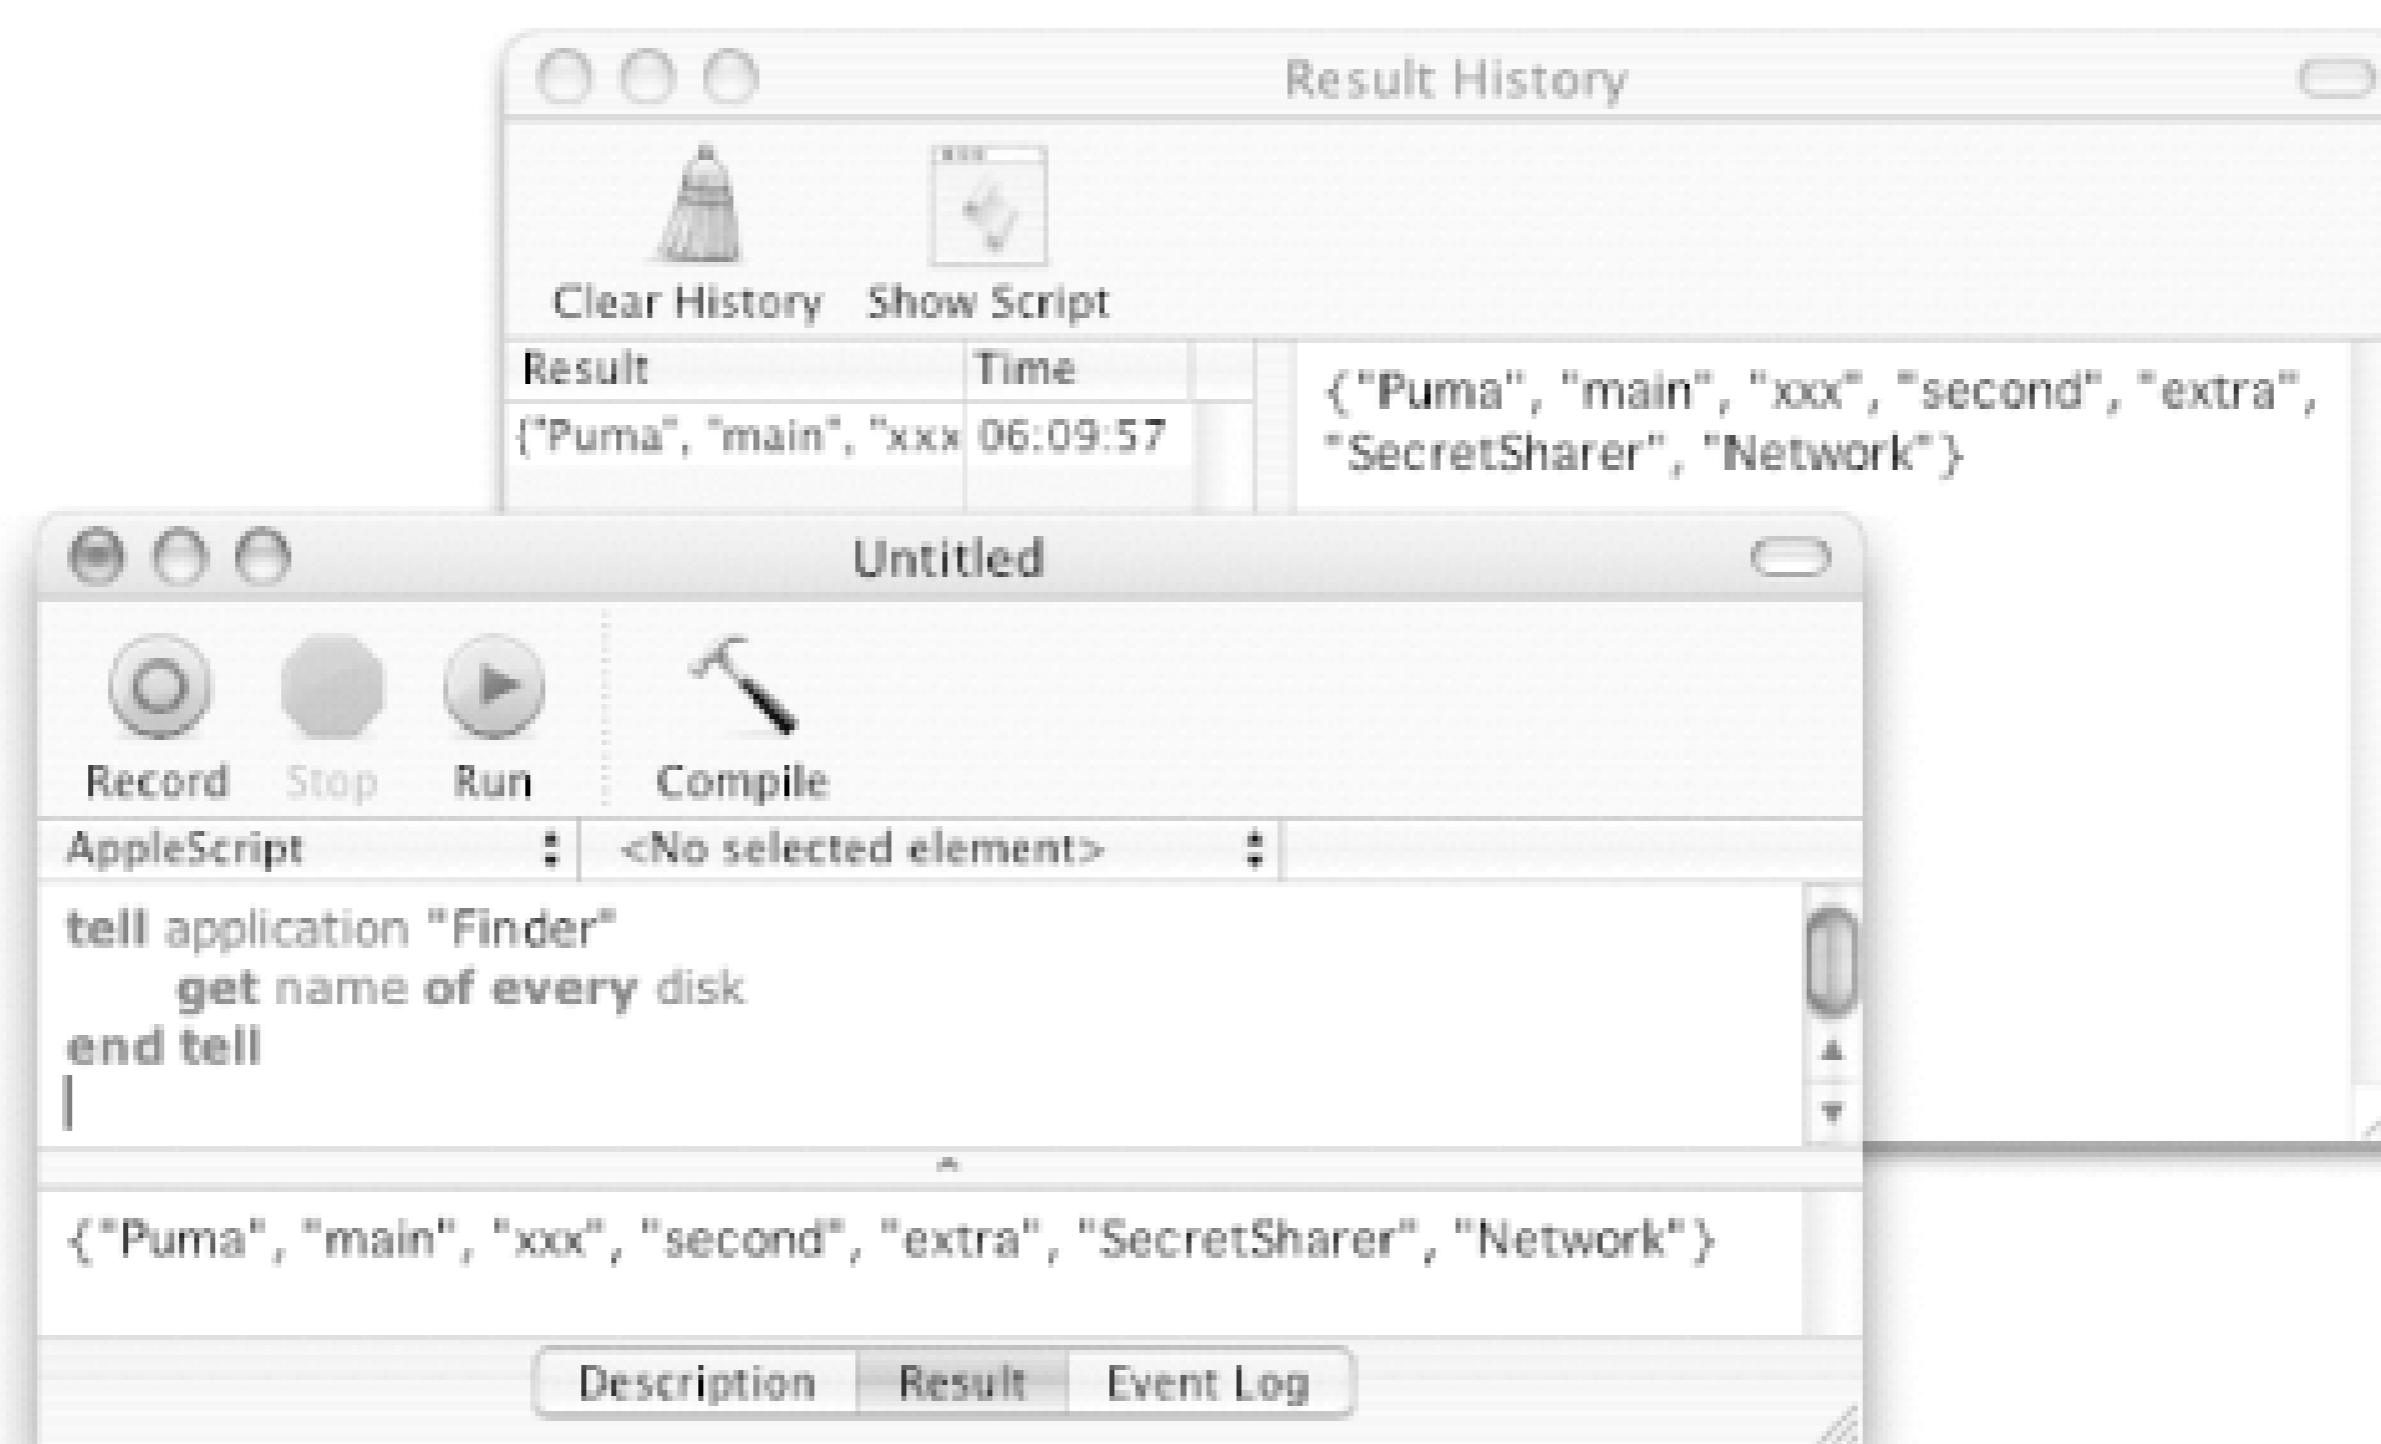 Result History
Clear History Show Script
Result Time
{"Puma", "main", "xxx 06:09:57
{"Puma", "main", "xxx", "second", "extra",
"SecretSharer", "Network"}
Untitled
Record Stop Run Compile
AppleScript <No selected element>
tell application "Finder"
get name of every disk
end tell
{"Puma", "main", "xxx", "second", "extra", "SecretSharer", "Network"}
Description Result Event Log